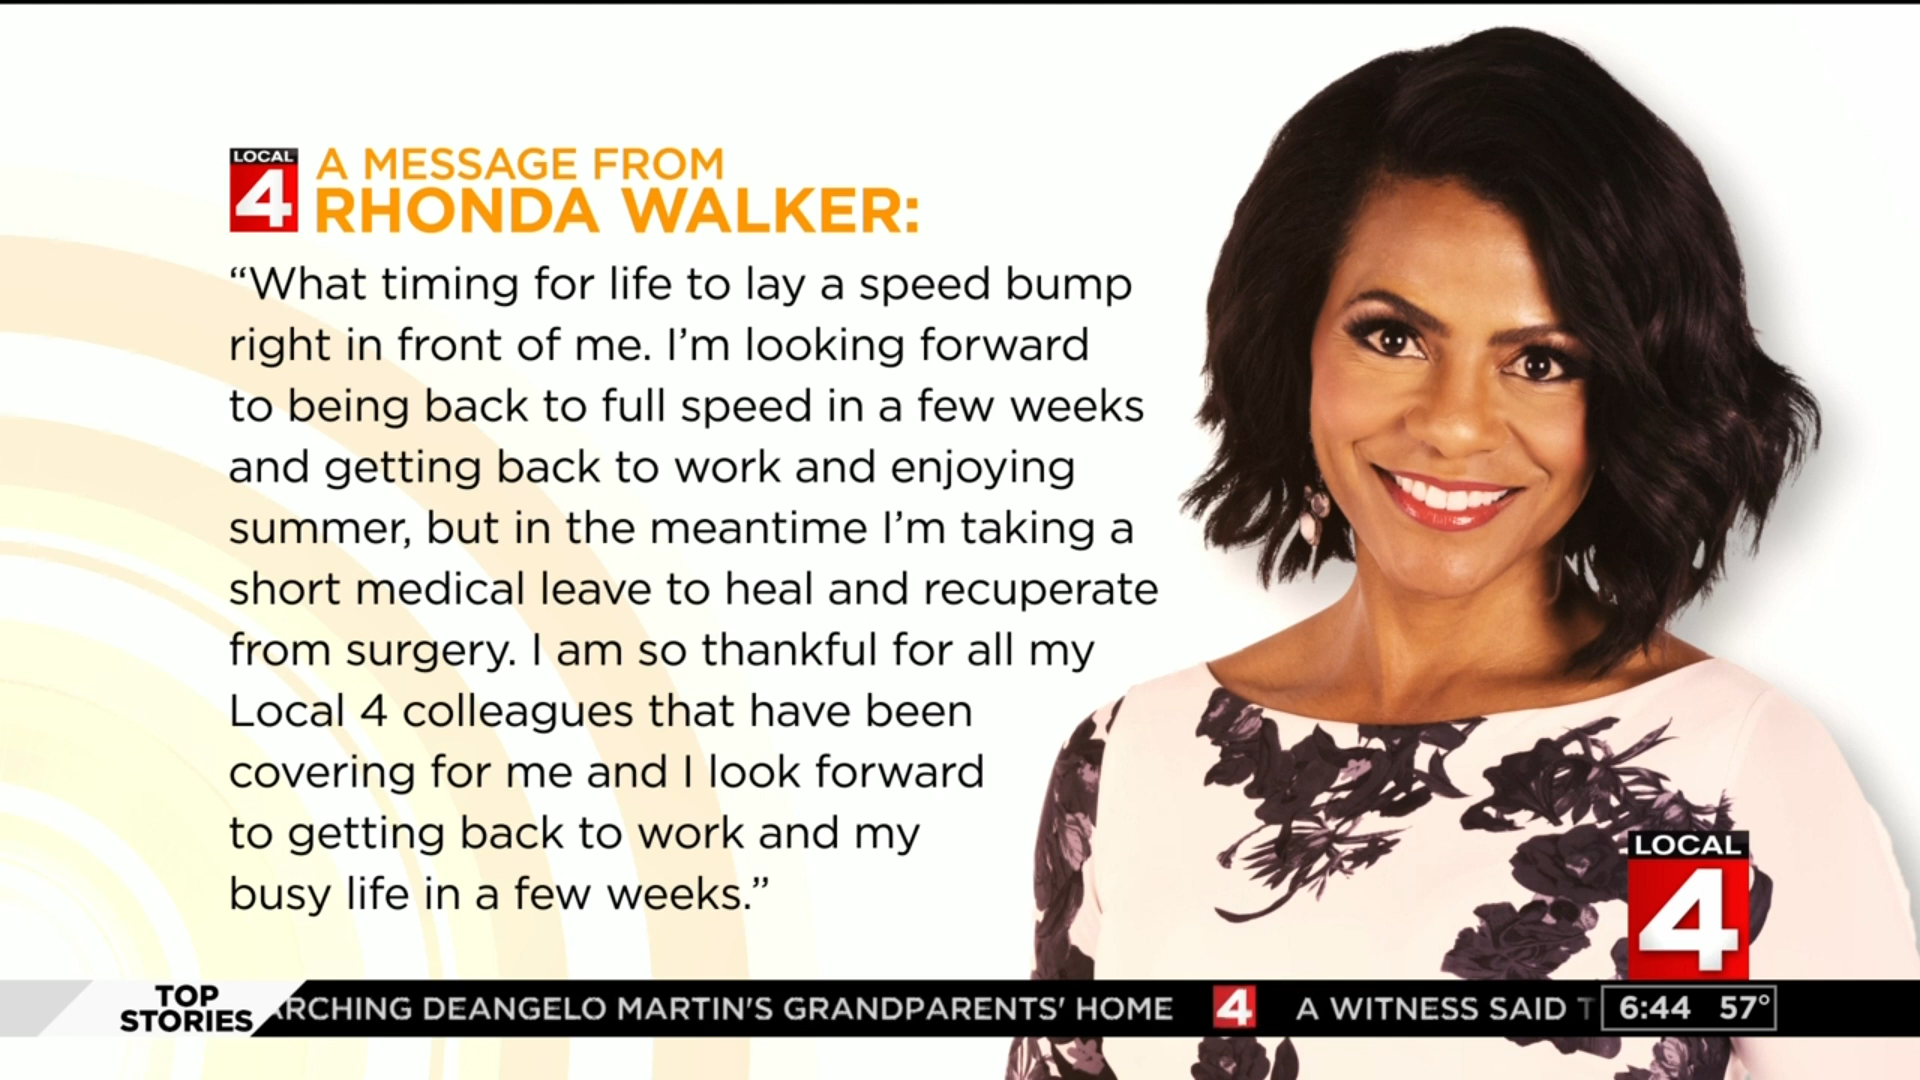 LOCAL
4
A MESSAGE FROM
RHONDA WALKER:
“What timing for life to lay a speed bump
right in front of me. I’m looking forward
to being back to full speed in a few weeks
and getting back to work and enjoying
summer, but in the meantime I’m taking a
short medical leave to heal and recuperate
from surgery. I am so thankful for all my
Local 4 colleagues that have been
covering for me and I look forward
to getting back to work and my
busy life in a few weeks.”
LOCAL
4
TOP
STORIES
RCHING DEANGELO MARTIN'S GRANDPARENTS' HOME 4 A WITNESS SAID T
6:44 57°